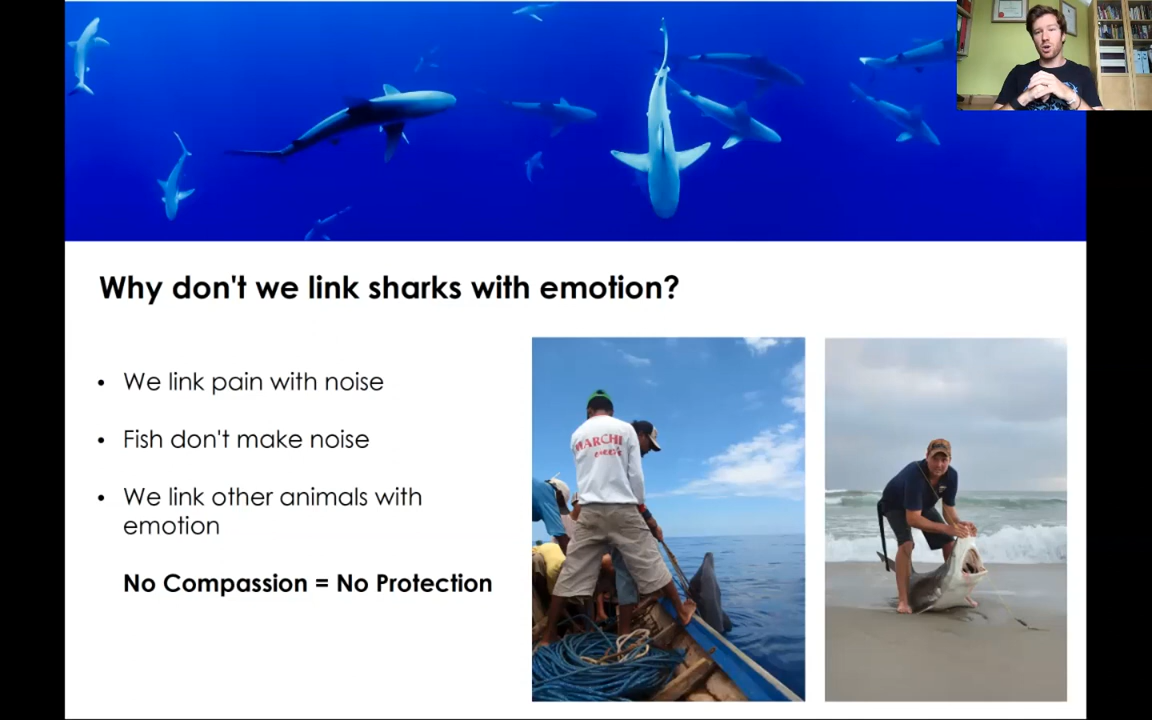 Why don't we link sharks with emotion?
• We link pain with noise
• Fish don't make noise
• We link other animals with
emotion
No Compassion = No Protection
MARCHI